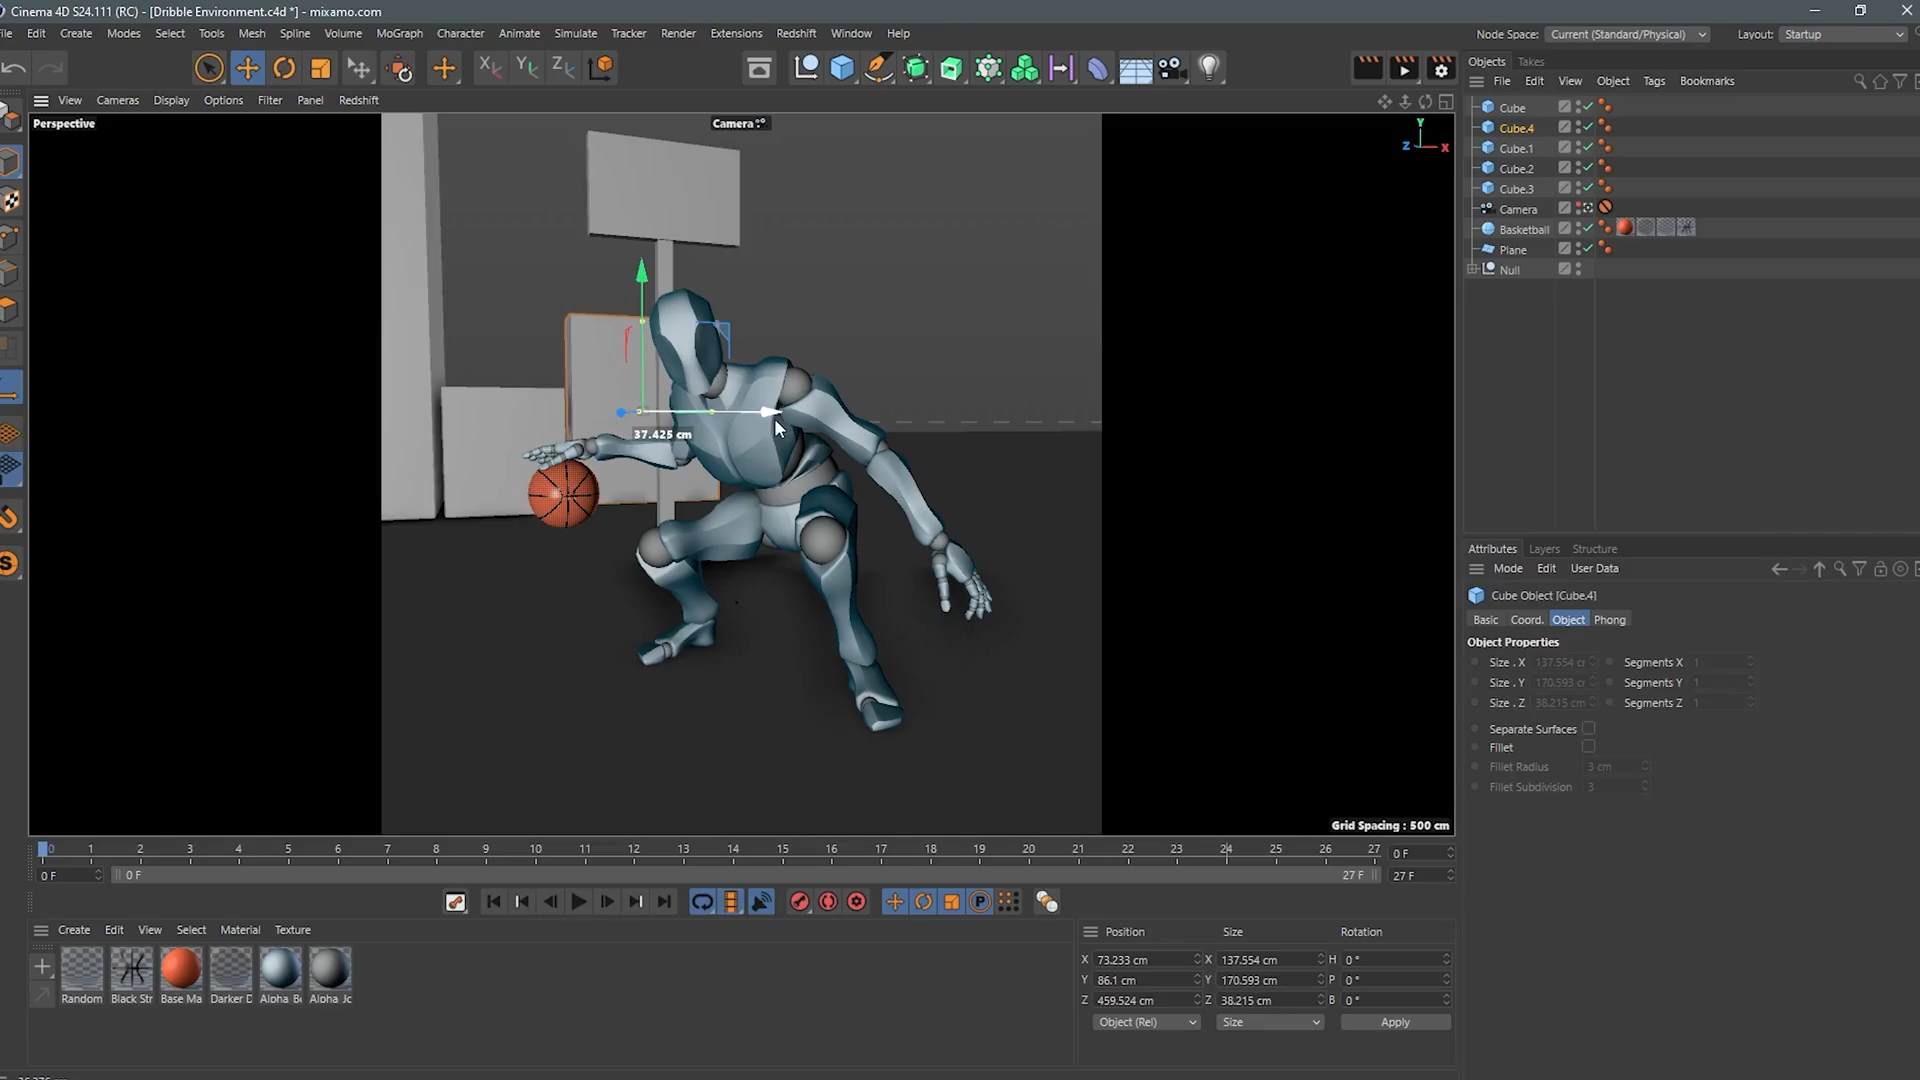 Cinema 4D S24.111 (RC) - [Dribble Environment.c4d *] - mixamo.com
Edit Create Modes Select Tools Mesh Spline Volume MoGraph Character Animate Simulate Tracker Render Extensions Redshift Window Help
Node Space: Current (Standard/Physical) Layout: Startup
Objects Takes
File Edit View Object Tags Bookmarks
View Cameras Display Options Filter Panel Redshift
Perspective
Camera
Y
Z X
37.425 cm
Grid Spacing : 500 cm
Cube
Cube.4
Cube.1
Cube.2
Cube.3
Camera
Basketball
Plane
Null
Attributes Layers Structure
Mode Edit User Data
Cube Object [Cube.4]
Basic Coord. Object Phong
Object Properties
Size . X 137.554 Segments X 1
Size . Y 170.593 Segments Y 1
Size . Z 38.215 cm Segments Z 1
Separate Surfaces
Fillet
Fillet Radius 3 cm
Fillet Subdivision 3
0 1 2 3 4 5 6 7 8 9 10 11 12 13 14 15 16 17 18 19 20 21 22 23 24 25 26 27
0 F
0 F 0 F 27 F 27 F
Create Edit View Select Material Texture
Random Black Str Base Ma Darker D Alpha Be Alpha Jc
Position Size Rotation
X 73.233 cm X 137.554 cm H 0 °
Y 86.1 cm Y 170.593 cm P 0 °
Z 459.524 cm Z 38.215 cm B 0 °
Object (Rel) Size Apply